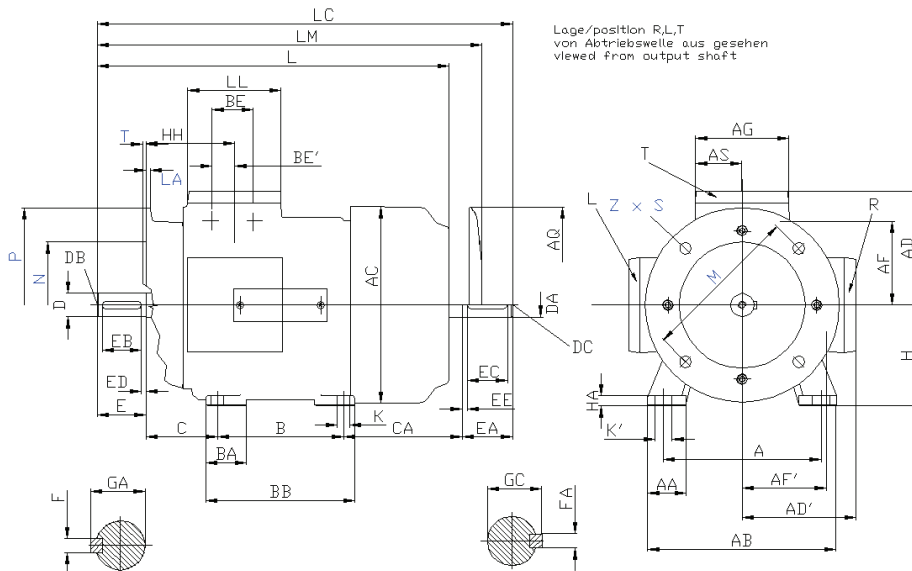 LC
LM
L
LL
BE
BE'
T
HH
LA
P
N
DB
D
EB
ED
E
AC
AQ
DA
DC
EC
EE
K
C
B
CA
EA
BA
BB
GA
F
GC
FA
Lage/position R,L,T
von Abtriebswelle aus gesehen
viewed from output shaft
AG
AS
T
L
Z × S
R
M
AF
AD
H
HA
K'
A
AA
AF'
AD'
AB